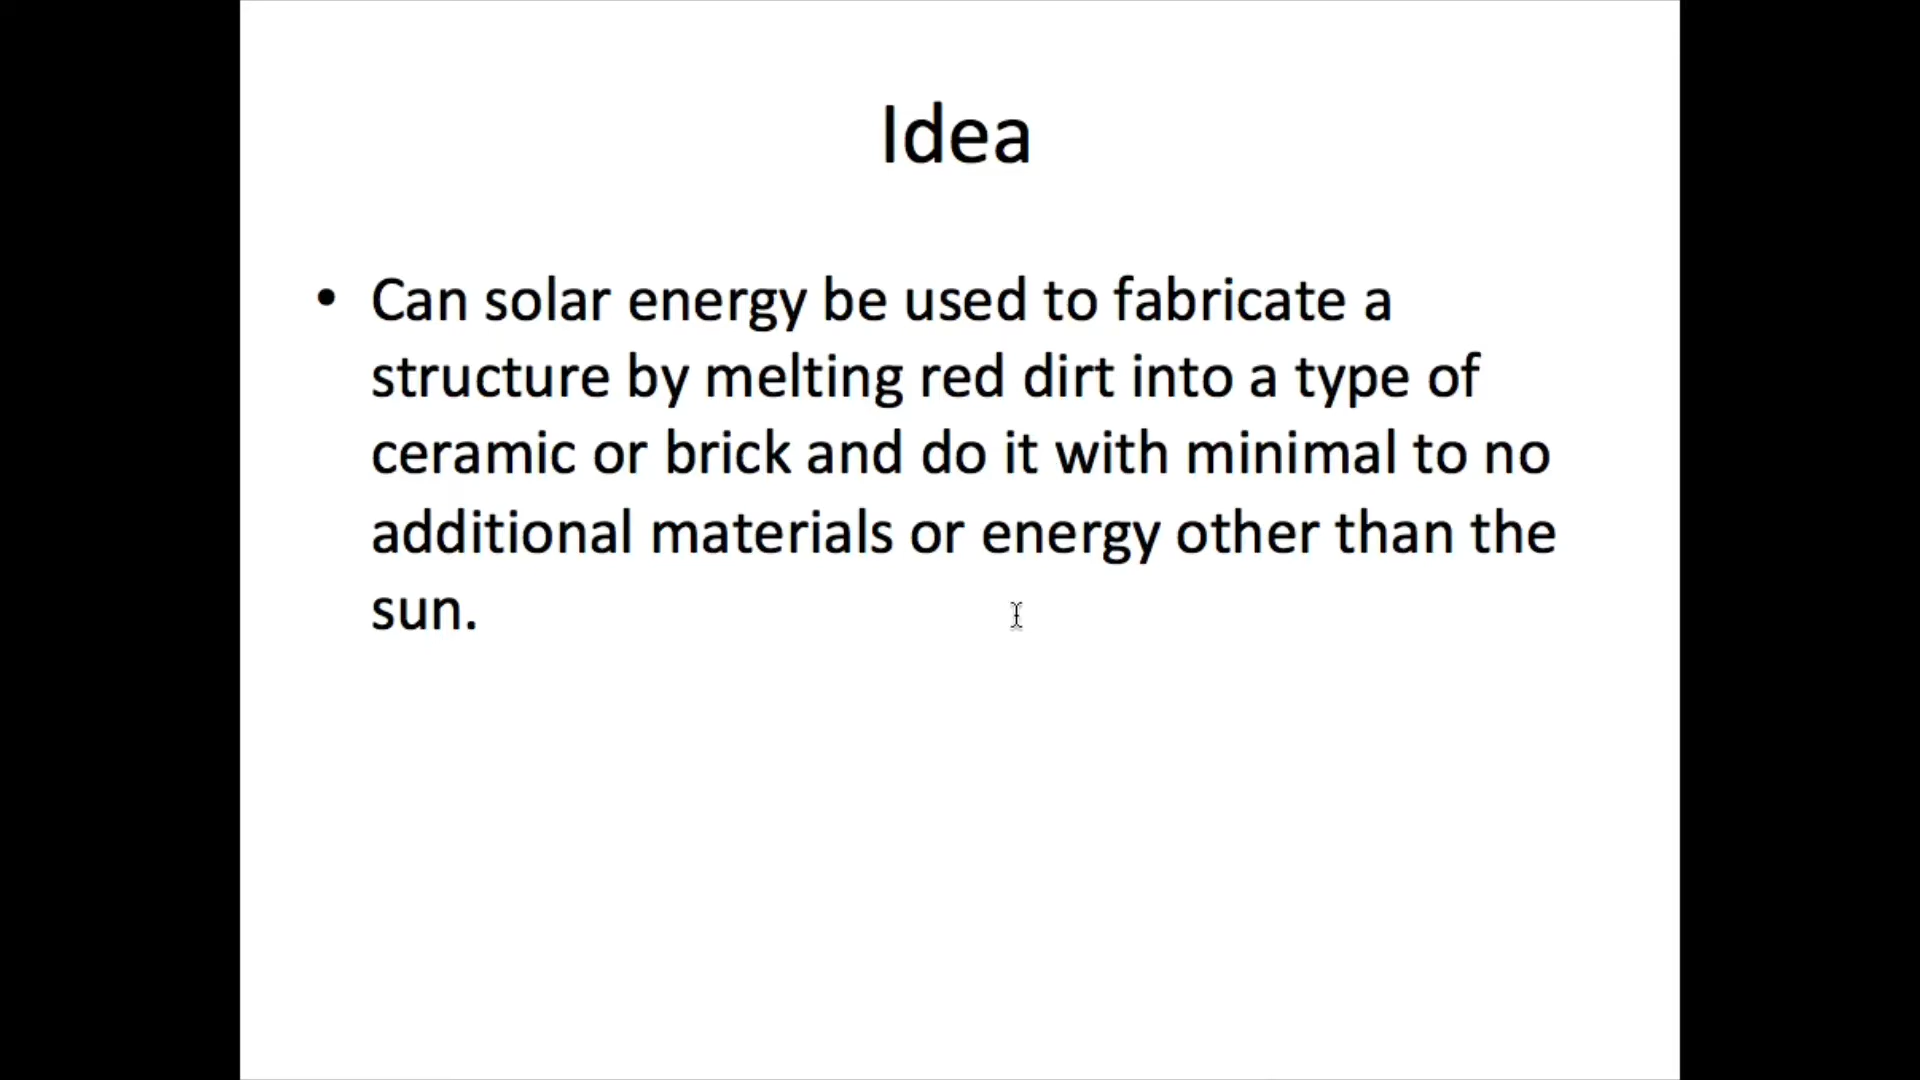 Idea
• Can solar energy be used to fabricate a
structure by melting red dirt into a type of
ceramic or brick and do it with minimal to no
additional materials or energy other than the
sun.